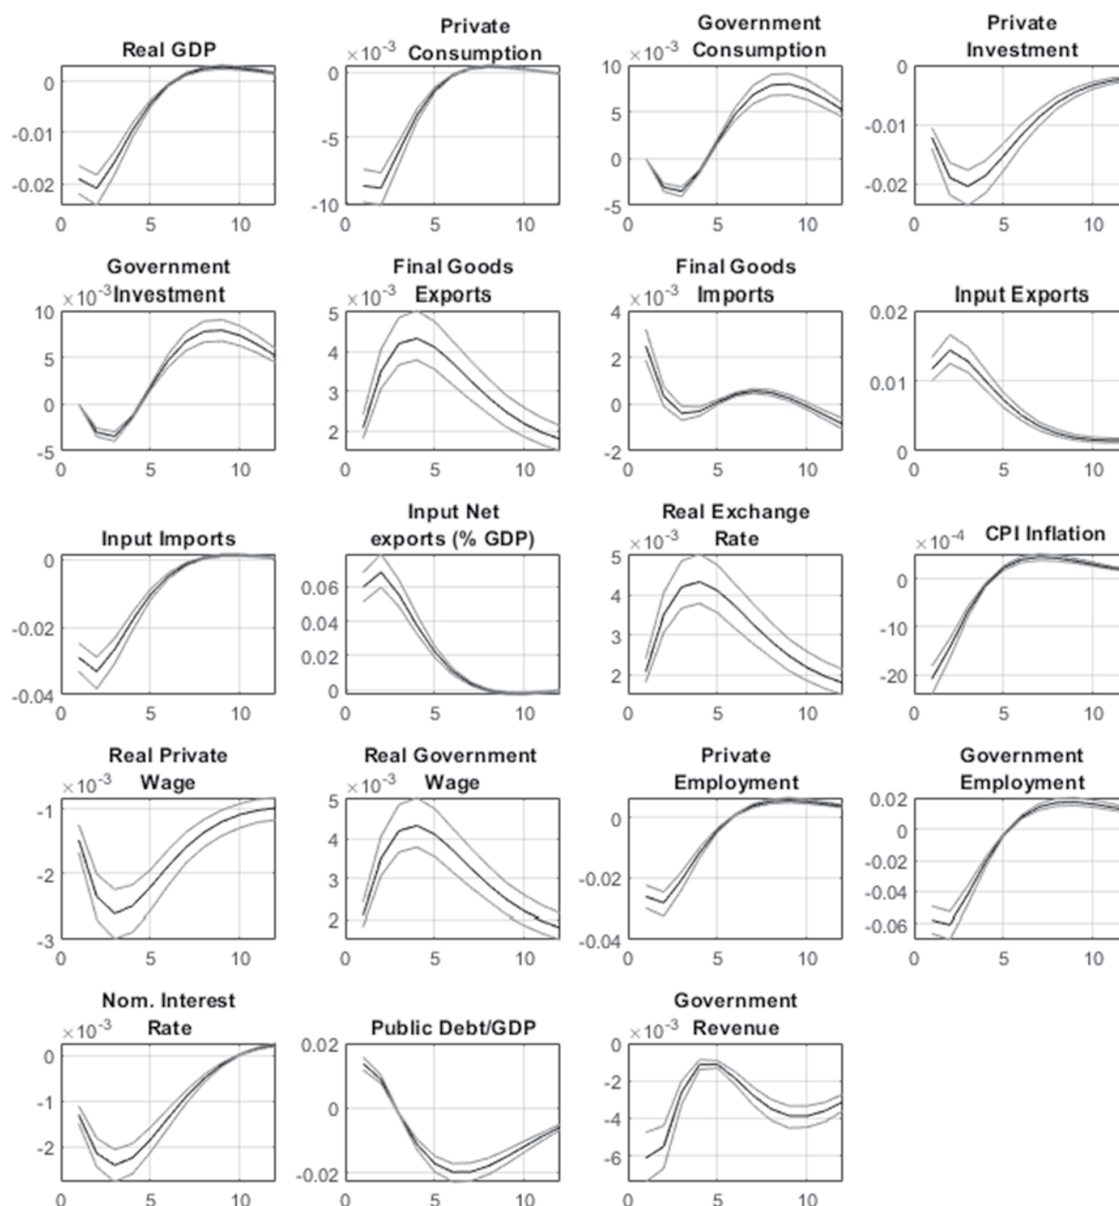 Real GDP
0
-0.01
-0.02
0 5 10
Private
×10-3 Consumption
0
-5
-10
0 5 10
Government
×10-3 Consumption
10
5
0
-5
0 5 10
Private
Investment
0
-0.01
-0.02
0 5 10
Government
×10-3 Investment
10
5
0
-5
0 5 10
Final Goods
×10-3 Exports
5
4
3
2
0 5 10
Final Goods
×10-3 Imports
4
2
0
-2
0 5 10
Input Exports
0.02
0.01
0
0 5 10
Input Imports
0
-0.02
-0.04
0 5 10
Input Net
exports (% GDP)
0.06
0.04
0.02
0
0 5 10
Real Exchange
×10-3 Rate
5
4
3
2
0 5 10
×10-4 CPI Inflation
0
-10
-20
0 5 10
Real Private
×10-3 Wage
-1
-2
-3
0 5 10
Real Government
×10-3 Wage
5
4
3
2
0 5 10
Private
Employment
0
-0.02
-0.04
0 5 10
Government
Employment
0.02
0
-0.02
-0.04
-0.06
0 5 10
Nom. Interest
×10-3 Rate
0
-1
-2
0 5 10
Public Debt/GDP
0.02
0
-0.02
0 5 10
Government
×10-3 Revenue
0
-2
-4
-6
0 5 10